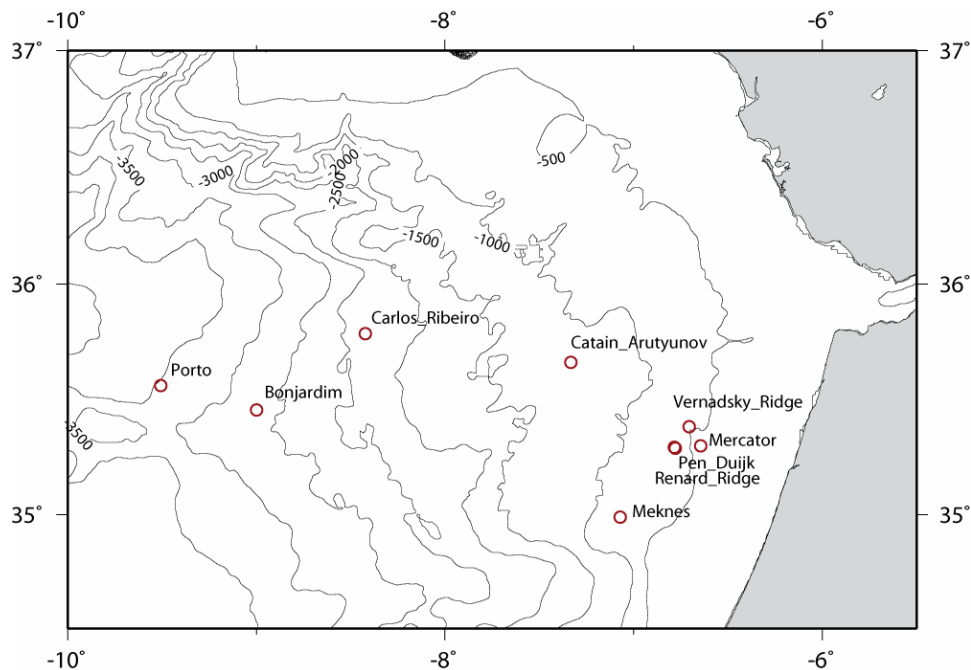 -10°
-8°
-6°
37°
37°
-500
-2000
-3500
-3000
-2500
-1500
-1000
36°
36°
Carlos_Ribeiro
Catain_Arutyunov
Porto
Bonjardim
Vernadsky_Ridge
-3500
Mercator
Pen_Duijk
Renard_Ridge
Meknes
35°
35°
-10°
-8°
-6°